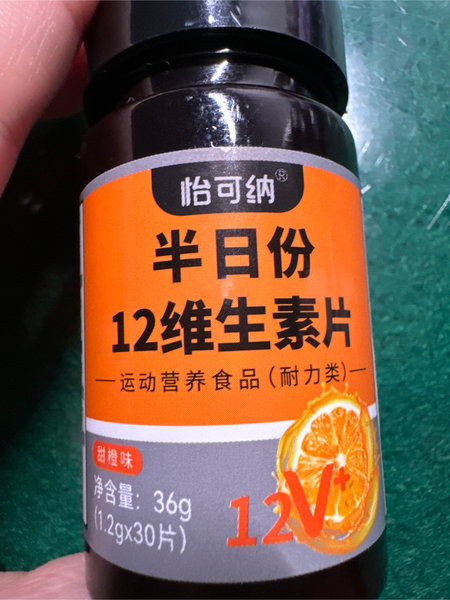 怡可纳®
半日份
12维生素片
运动营养食品(耐力类)
甜橙味
净含量: 36g
(1.2gx30片)
12V+